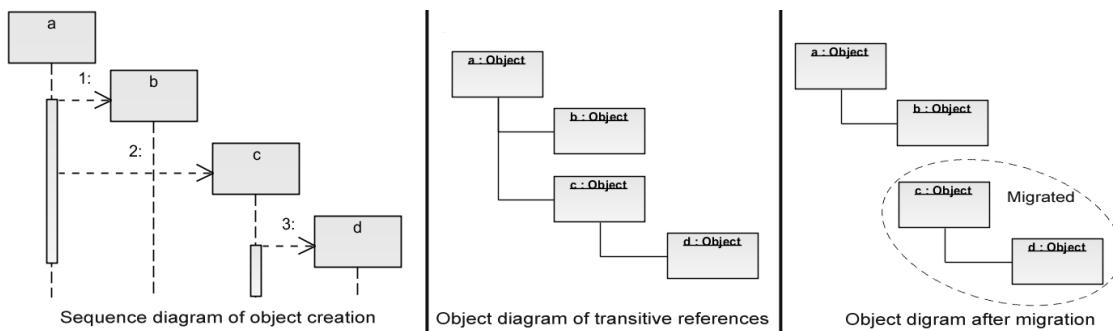 a
1:
b
2:
c
3:
d
Sequence diagram of object creation
a : Object
b : Object
c : Object
d : Object
Object diagram of transitive references
a : Object
b : Object
c : Object
Migrated
d : Object
Object digram after migration